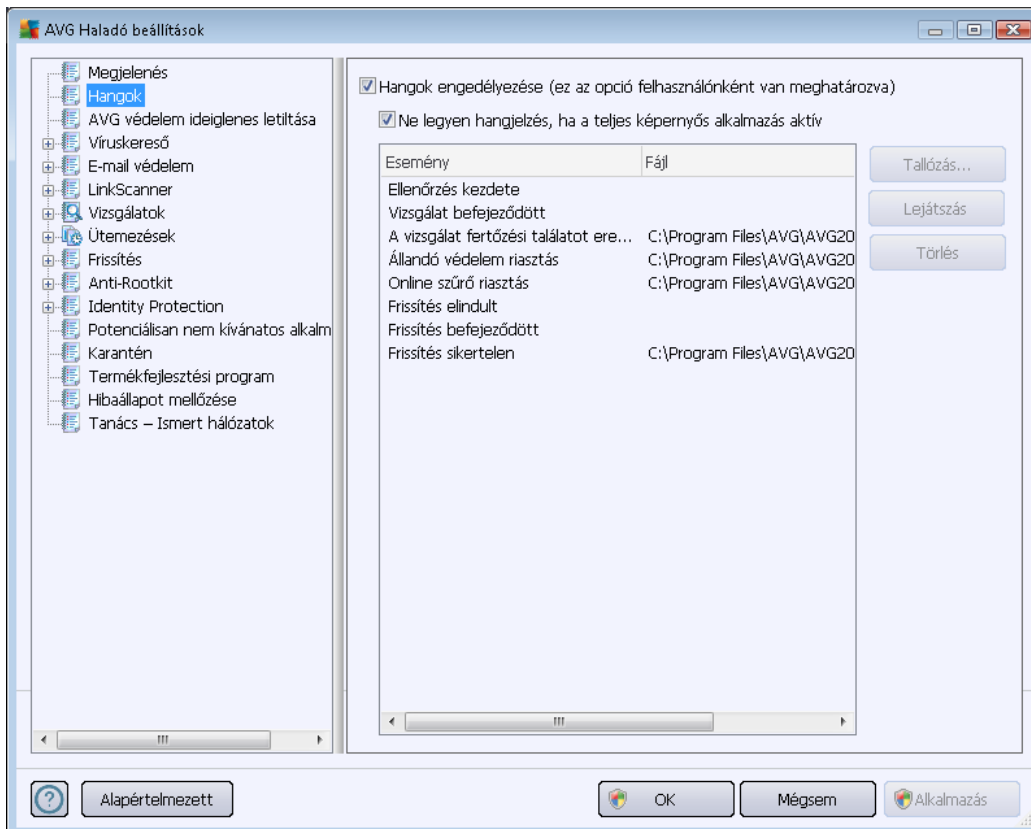 AVG Haladó beállítások
Megjelenés
Hangok
AVG védelem ideiglenes letiltása
Víruskereső
E-mail védelem
LinkScanner
Vizsgálatok
Ütemezések
Frissítés
Anti-Rootkit
Identity Protection
Potenciálisan nem kívánatos alkalm
Karantén
Termékfejlesztési program
Hibaállapot mellőzése
Tanács – Ismert hálózatok
Hangok engedélyezése (ez az opció felhasználónként van meghatározva)
Ne legyen hangjelzés, ha a teljes képernyős alkalmazás aktív
Esemény Fájl
Ellenőrzés kezdete
Vizsgálat befejeződött
A vizsgálat fertőzési találatot ere... C:\Program Files\AVG\AVG20
Állandó védelem riasztás C:\Program Files\AVG\AVG20
Online szűrő riasztás C:\Program Files\AVG\AVG20
Frissítés elindult
Frissítés befejeződött
Frissítés sikertelen C:\Program Files\AVG\AVG20
Tallózás...
Lejátszás
Törlés
Alapértelmezett
OK
Mégsem
Alkalmazás